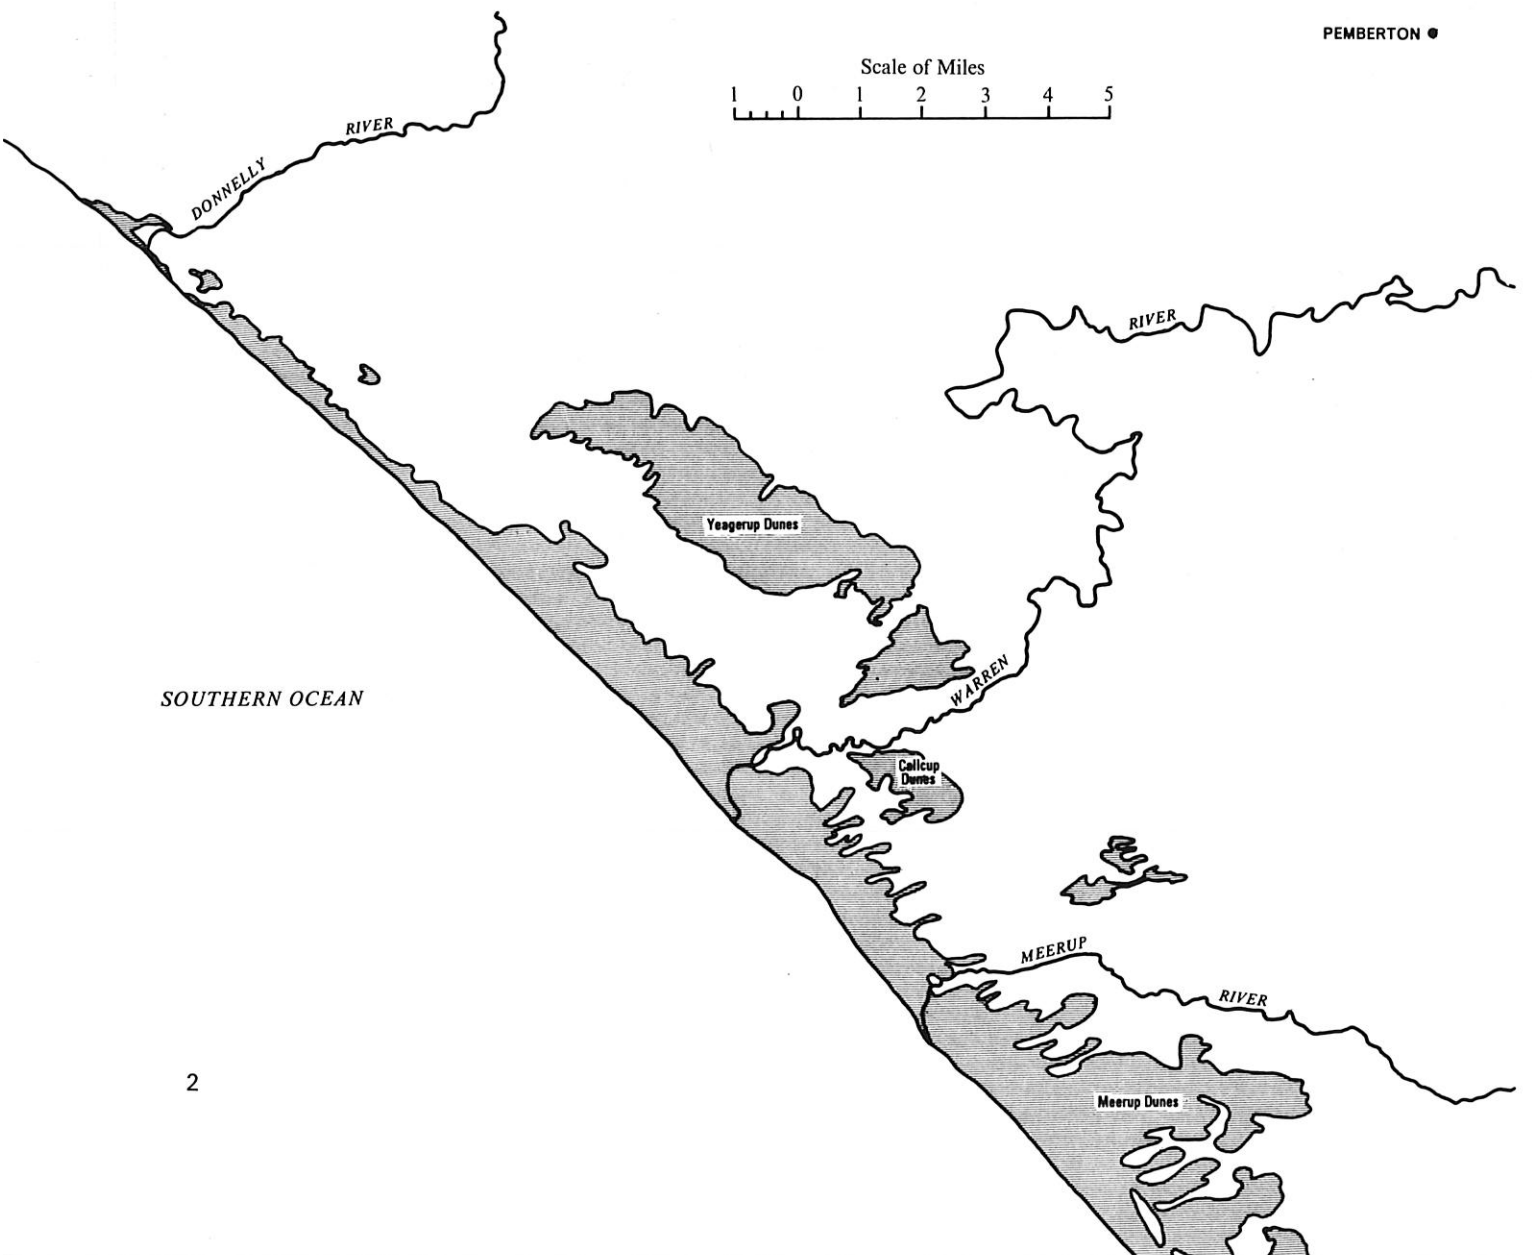 PEMBERTON
Scale of Miles
1 0 1 2 3 4 5
RIVER
DONNELLY
RIVER
Yeagerup Dunes
WARREN
SOUTHERN OCEAN
Callcup
Dunes
MEERUP
RIVER
2
Meerup Dunes